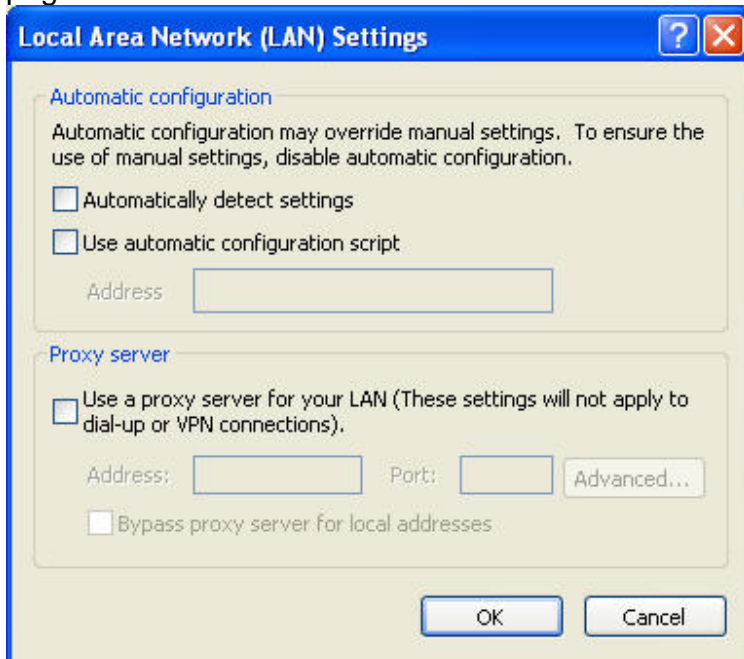 Local Area Network (LAN) Settings
Automatic configuration
Automatic configuration may override manual settings.  To ensure the
use of manual settings, disable automatic configuration.
Automatically detect settings
Use automatic configuration script
Address
Proxy server
Use a proxy server for your LAN (These settings will not apply to
dial-up or VPN connections).
Address: Port: Advanced...
Bypass proxy server for local addresses
OK Cancel